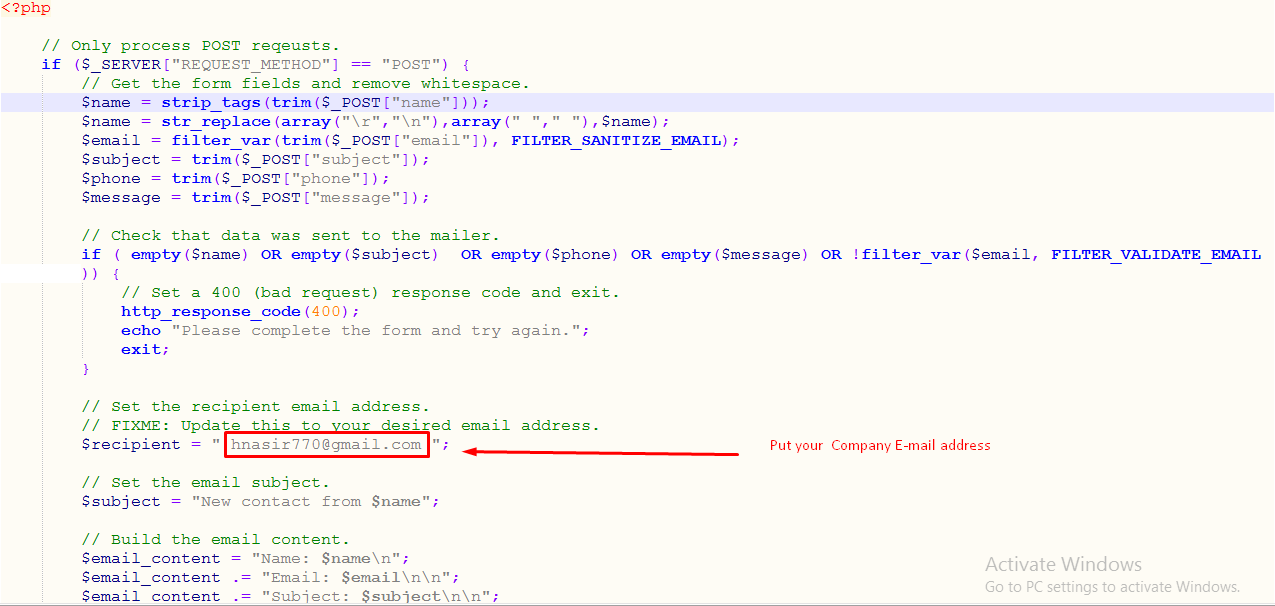 <?php
// Only process POST reqeusts.
if ($_SERVER["REQUEST_METHOD"] == "POST") {
// Get the form fields and remove whitespace.
$name = strip_tags(trim($_POST["name"]));
$name = str_replace(array("\r","\n"),array(" "," "),$name);
$email = filter_var(trim($_POST["email"]), FILTER_SANITIZE_EMAIL);
$subject = trim($_POST["subject"]);
$phone = trim($_POST["phone"]);
$message = trim($_POST["message"]);
// Check that data was sent to the mailer.
if ( empty($name) OR empty($subject)  OR empty($phone) OR empty($message) OR !filter_var($email, FILTER_VALIDATE_EMAIL
)) {
// Set a 400 (bad request) response code and exit.
http_response_code(400);
echo "Please complete the form and try again.";
exit;
}
// Set the recipient email address.
// FIXME: Update this to your desired email address.
$recipient = " hnasir770@gmail.com "; Put your  Company E-mail address
// Set the email subject.
$subject = "New contact from $name";
// Build the email content.
$email_content = "Name: $name\n";
$email_content .= "Email: $email\n\n";
$email_content .= "Subject: $subject\n\n";
Activate Windows
Go to PC settings to activate Windows.